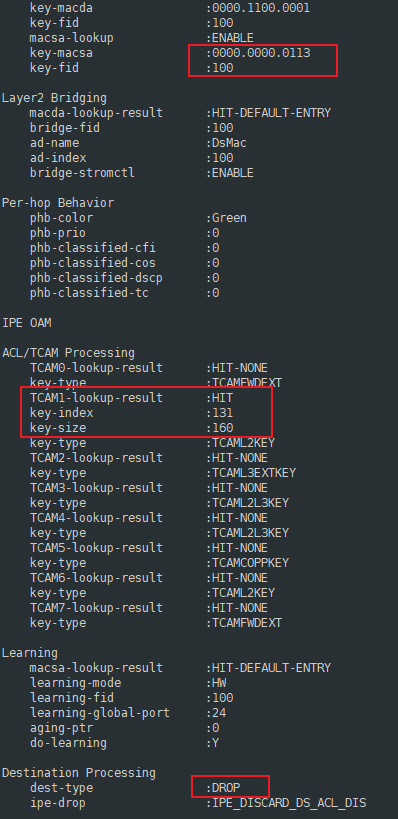 key-macda :0000.1100.0001
key-fid :100
macsa-lookup :ENABLE
key-macsa :0000.0000.0113
key-fid :100
Layer2 Bridging
macda-lookup-result :HIT-DEFAULT-ENTRY
bridge-fid :100
ad-name :DsMac
ad-index :100
bridge-stromctl :ENABLE
Per-hop Behavior
phb-color :Green
phb-prio :0
phb-classified-cfi :0
phb-classified-cos :0
phb-classified-dscp :0
phb-classified-tc :0
IPE OAM
ACL/TCAM Processing
TCAM0-lookup-result :HIT-NONE
key-type :TCAMFWDEXT
TCAM1-lookup-result :HIT
key-index :131
key-size :160
key-type :TCAML2KEY
TCAM2-lookup-result :HIT-NONE
key-type :TCAML3EXTKEY
TCAM3-lookup-result :HIT-NONE
key-type :TCAML2L3KEY
TCAM4-lookup-result :HIT-NONE
key-type :TCAML2L3KEY
TCAM5-lookup-result :HIT-NONE
key-type :TCAMCOPPKEY
TCAM6-lookup-result :HIT-NONE
key-type :TCAML2KEY
TCAM7-lookup-result :HIT-NONE
key-type :TCAMFWDEXT
Learning
macsa-lookup-result :HIT-DEFAULT-ENTRY
learning-mode :HW
learning-fid :100
learning-global-port :24
aging-ptr :0
do-learning :Y
Destination Processing
dest-type :DROP
ipe-drop :IPE_DISCARD_DS_ACL_DIS